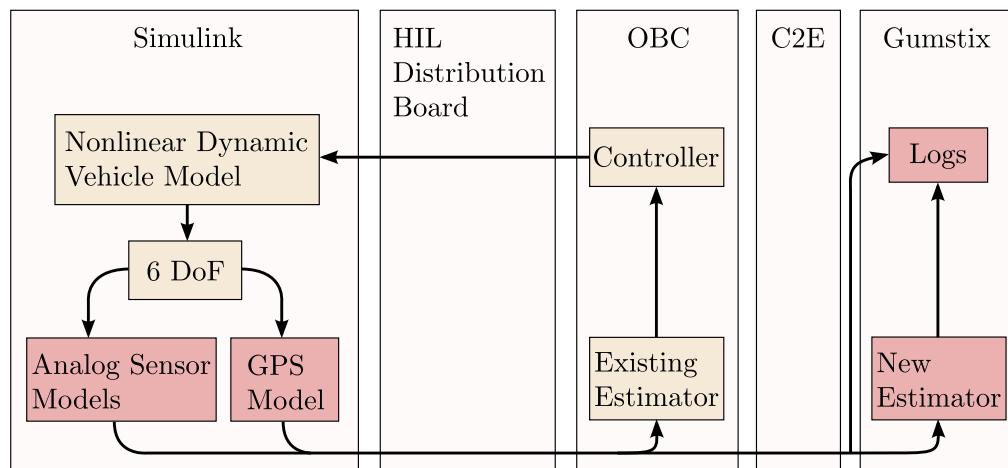 Simulink
HIL
Distribution
Board
OBC
C2E
Gumstix
Nonlinear Dynamic
Vehicle Model
Controller
Logs
6 DoF
Analog Sensor
Models
GPS
Model
Existing
Estimator
New
Estimator